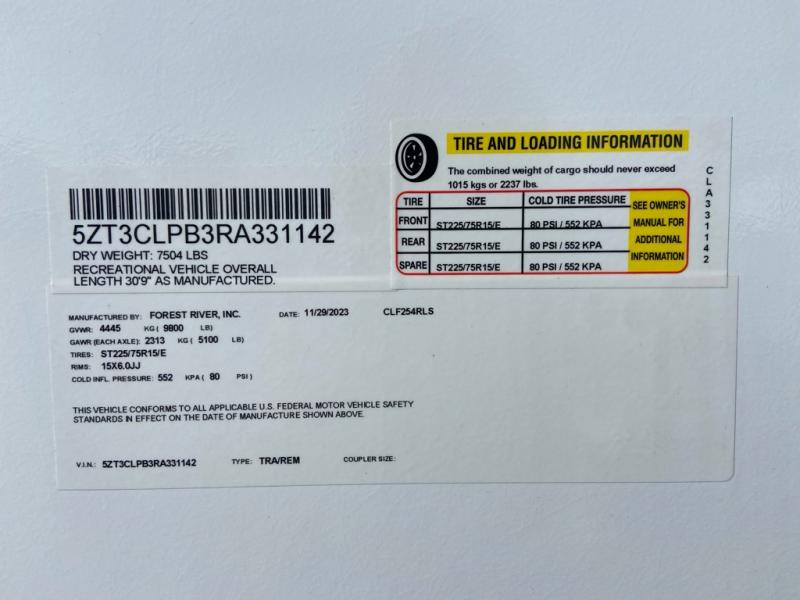 TIRE AND LOADING INFORMATION
The combined weight of cargo should never exceed
1015 kgs or 2237 lbs.
TIRE SIZE COLD TIRE PRESSURE SEE OWNER'S
FRONT ST225/75R15/E 80 PSI / 552 KPA MANUAL FOR
REAR ST225/75R15/E 80 PSI / 552 KPA ADDITIONAL
SPARE ST225/75R15/E 80 PSI / 552 KPA INFORMATION
CLA331142
5ZT3CLPB3RA331142
DRY WEIGHT: 7504 LBS
RECREATIONAL VEHICLE OVERALL
LENGTH 30'9" AS MANUFACTURED.
MANUFACTURED BY: FOREST RIVER, INC. DATE: 11/29/2023 CLF254RLS
GVWR: 4445 KG ( 9800 LB)
GAWR (EACH AXLE): 2313 KG ( 5100 LB)
TIRES: ST225/75R15/E
RIMS: 15X6.0JJ
COLD INFL. PRESSURE: 552 KPA ( 80 PSI )
THIS VEHICLE CONFORMS TO ALL APPLICABLE U.S. FEDERAL MOTOR VEHICLE SAFETY
STANDARDS IN EFFECT ON THE DATE OF MANUFACTURE SHOWN ABOVE.
V.I.N.: 5ZT3CLPB3RA331142 TYPE: TRA/REM COUPLER SIZE: